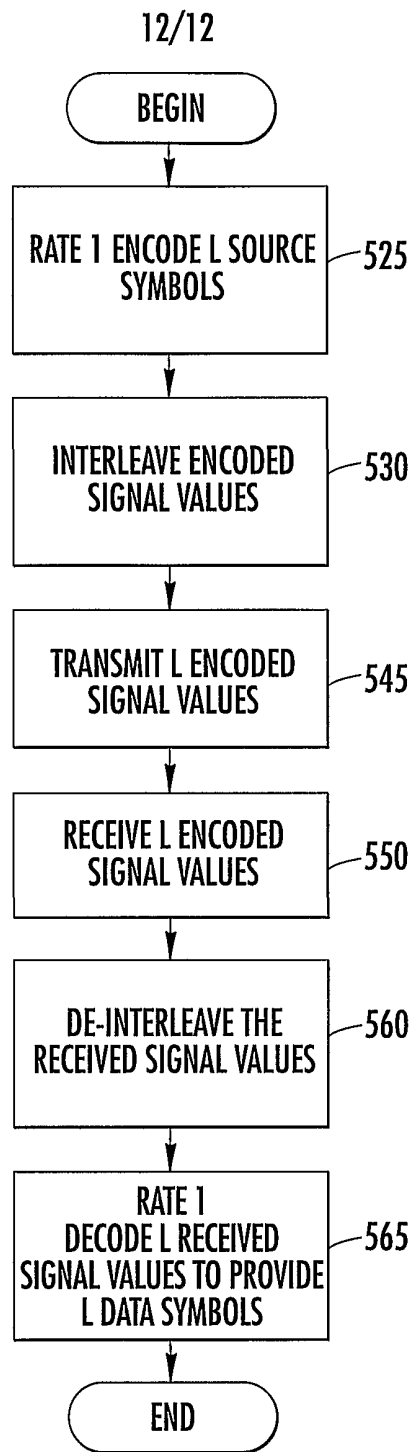 12/12
BEGIN
RATE 1 ENCODE L SOURCE
SYMBOLS
525
INTERLEAVE ENCODED
SIGNAL VALUES
530
TRANSMIT L ENCODED
SIGNAL VALUES
545
RECEIVE L ENCODED
SIGNAL VALUES
550
DE-INTERLEAVE THE
RECEIVED SIGNAL VALUES
560
RATE 1
DECODE L RECEIVED
SIGNAL VALUES TO PROVIDE
L DATA SYMBOLS
565
END